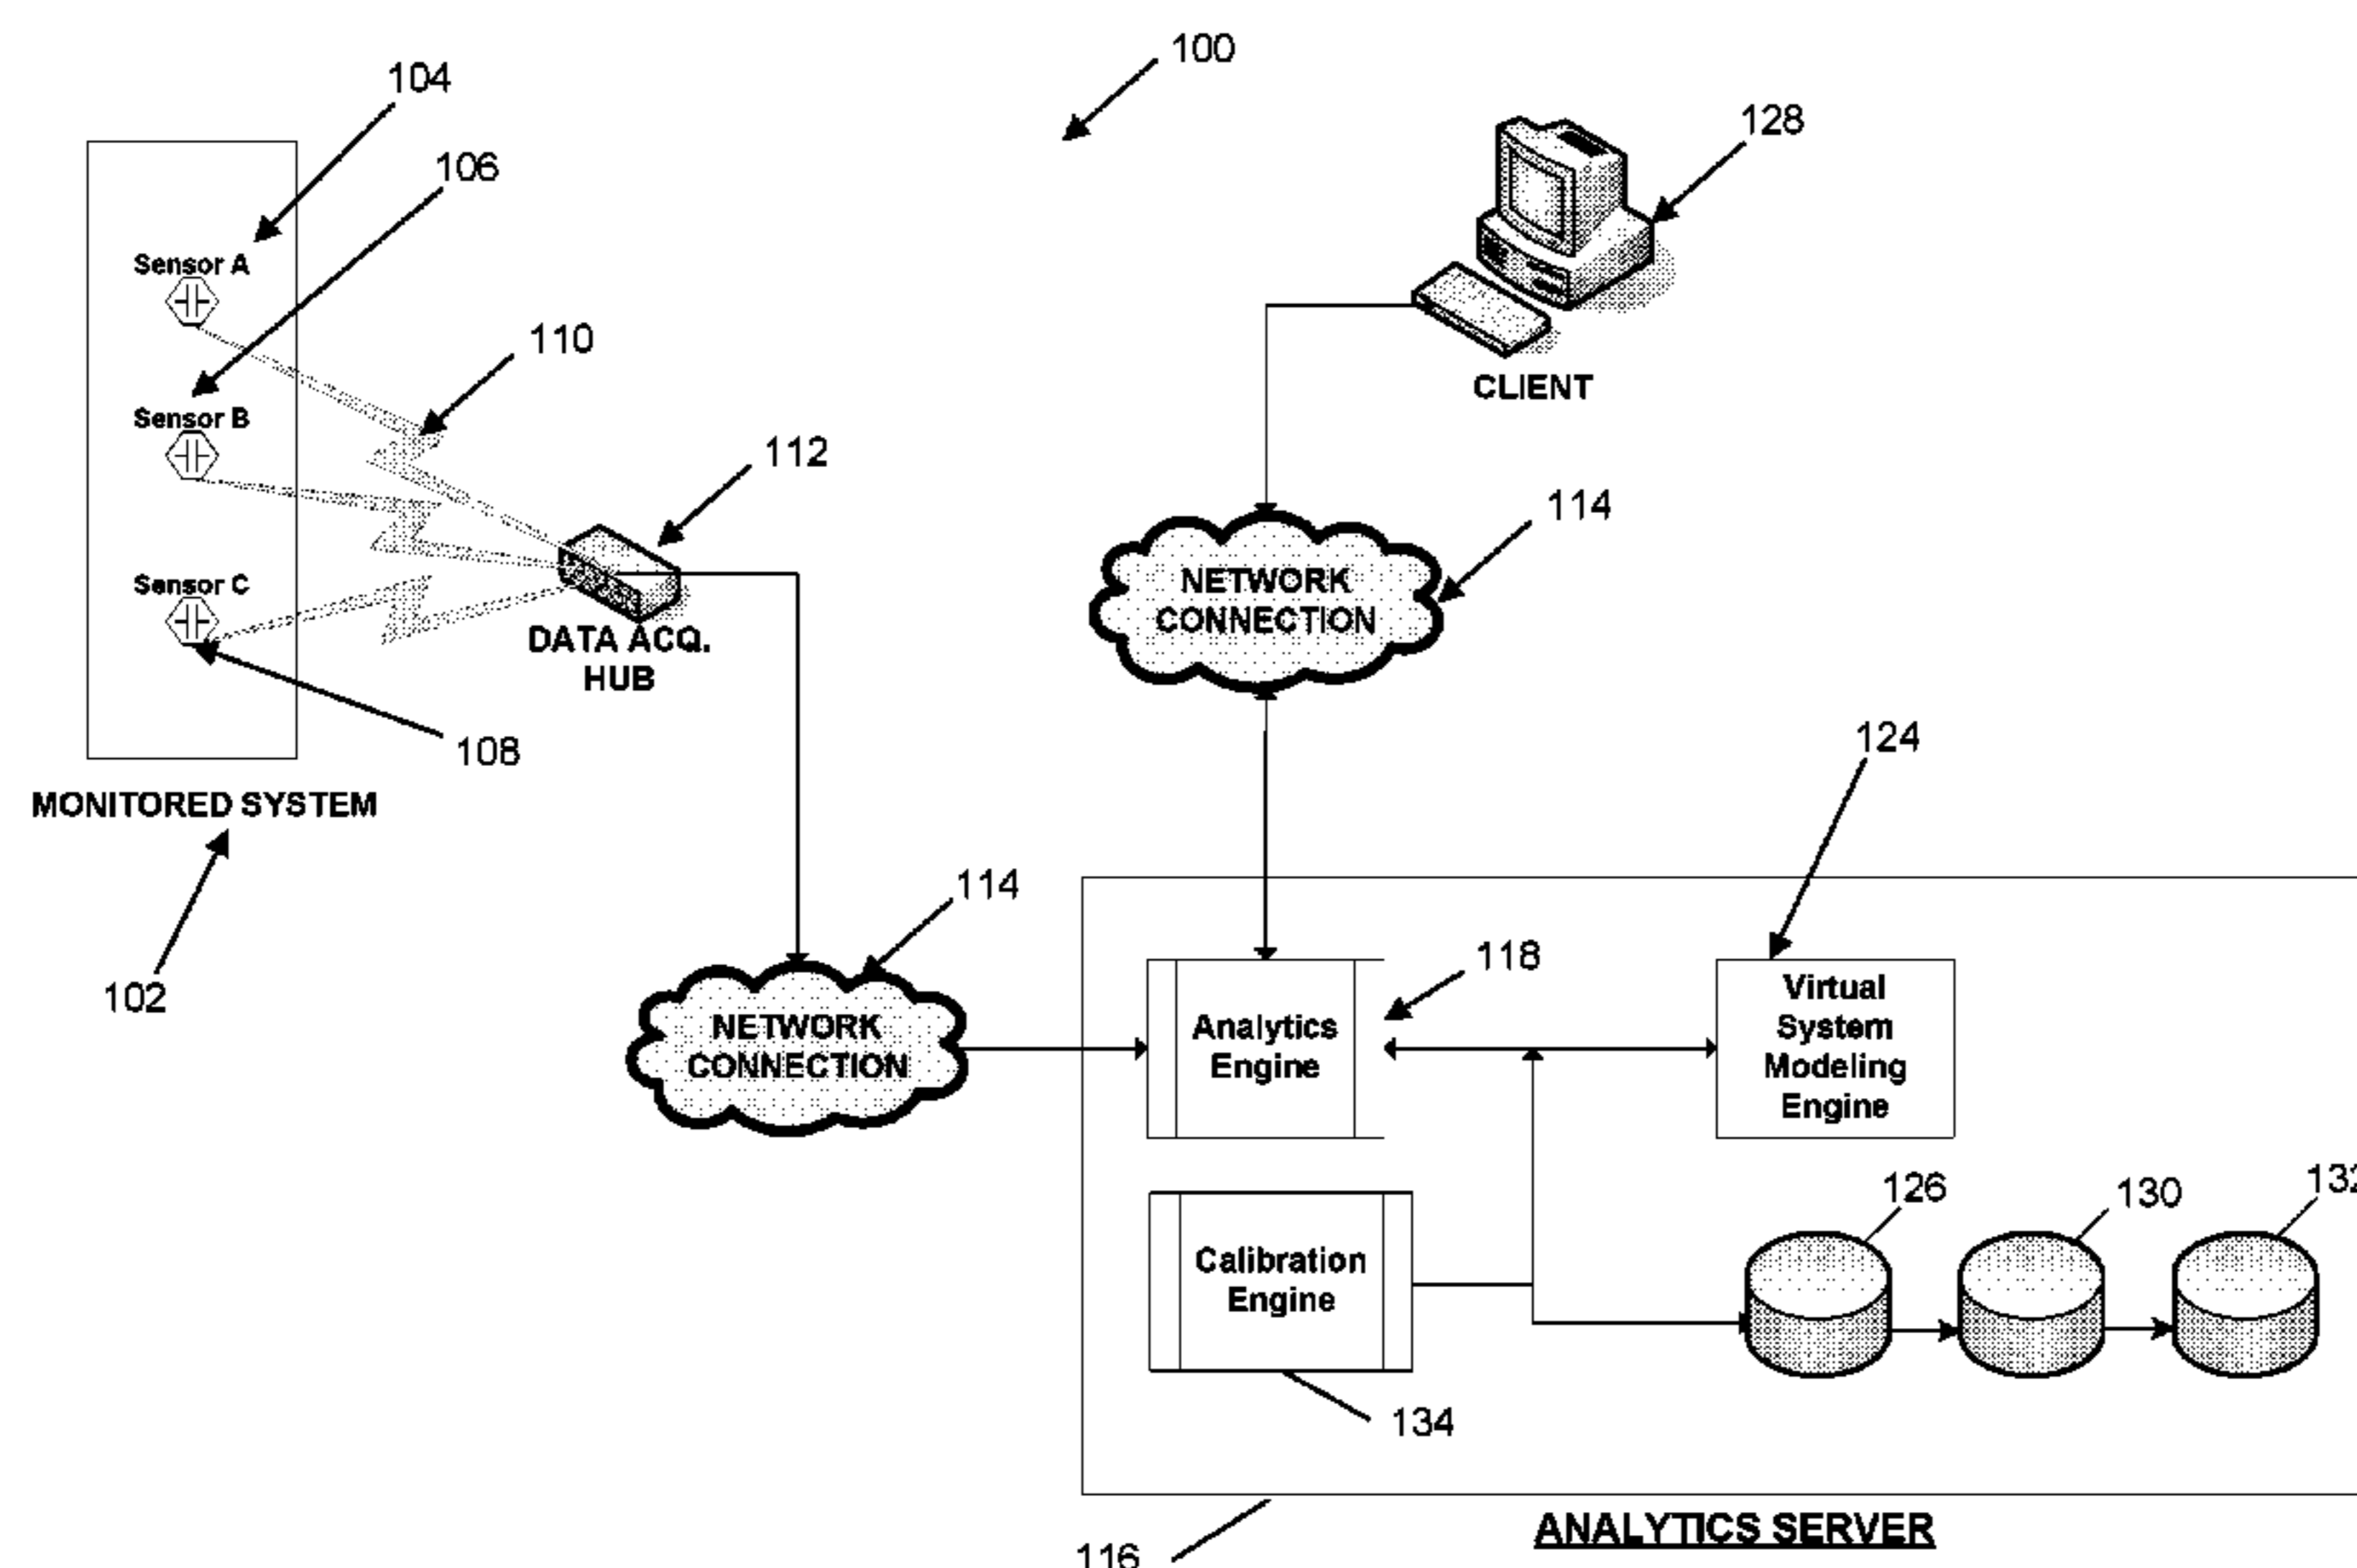 100
104
128
106
Sensor A
110
CLIENT
Sensor B
112
114
NETWORK
CONNECTION
Sensor C
DATA ACQ.
HUB
108
124
MONITORED SYSTEM
114
118
102
Virtual
System
Modeling
Engine
NETWORK
CONNECTION
Analytics
Engine
126
130
132
Calibration
Engine
134
ANALYTICS SERVER
116